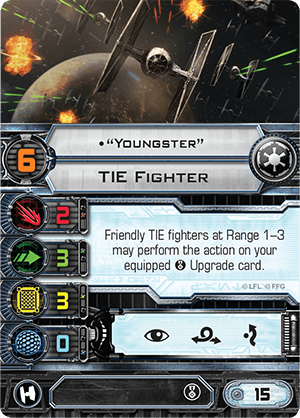 •"Youngster"
6
TIE Fighter
2
3
3
0
Friendly TIE fighters at Range 1–3
may perform the action on your
equipped Upgrade card.
©LFL ©FFG
15